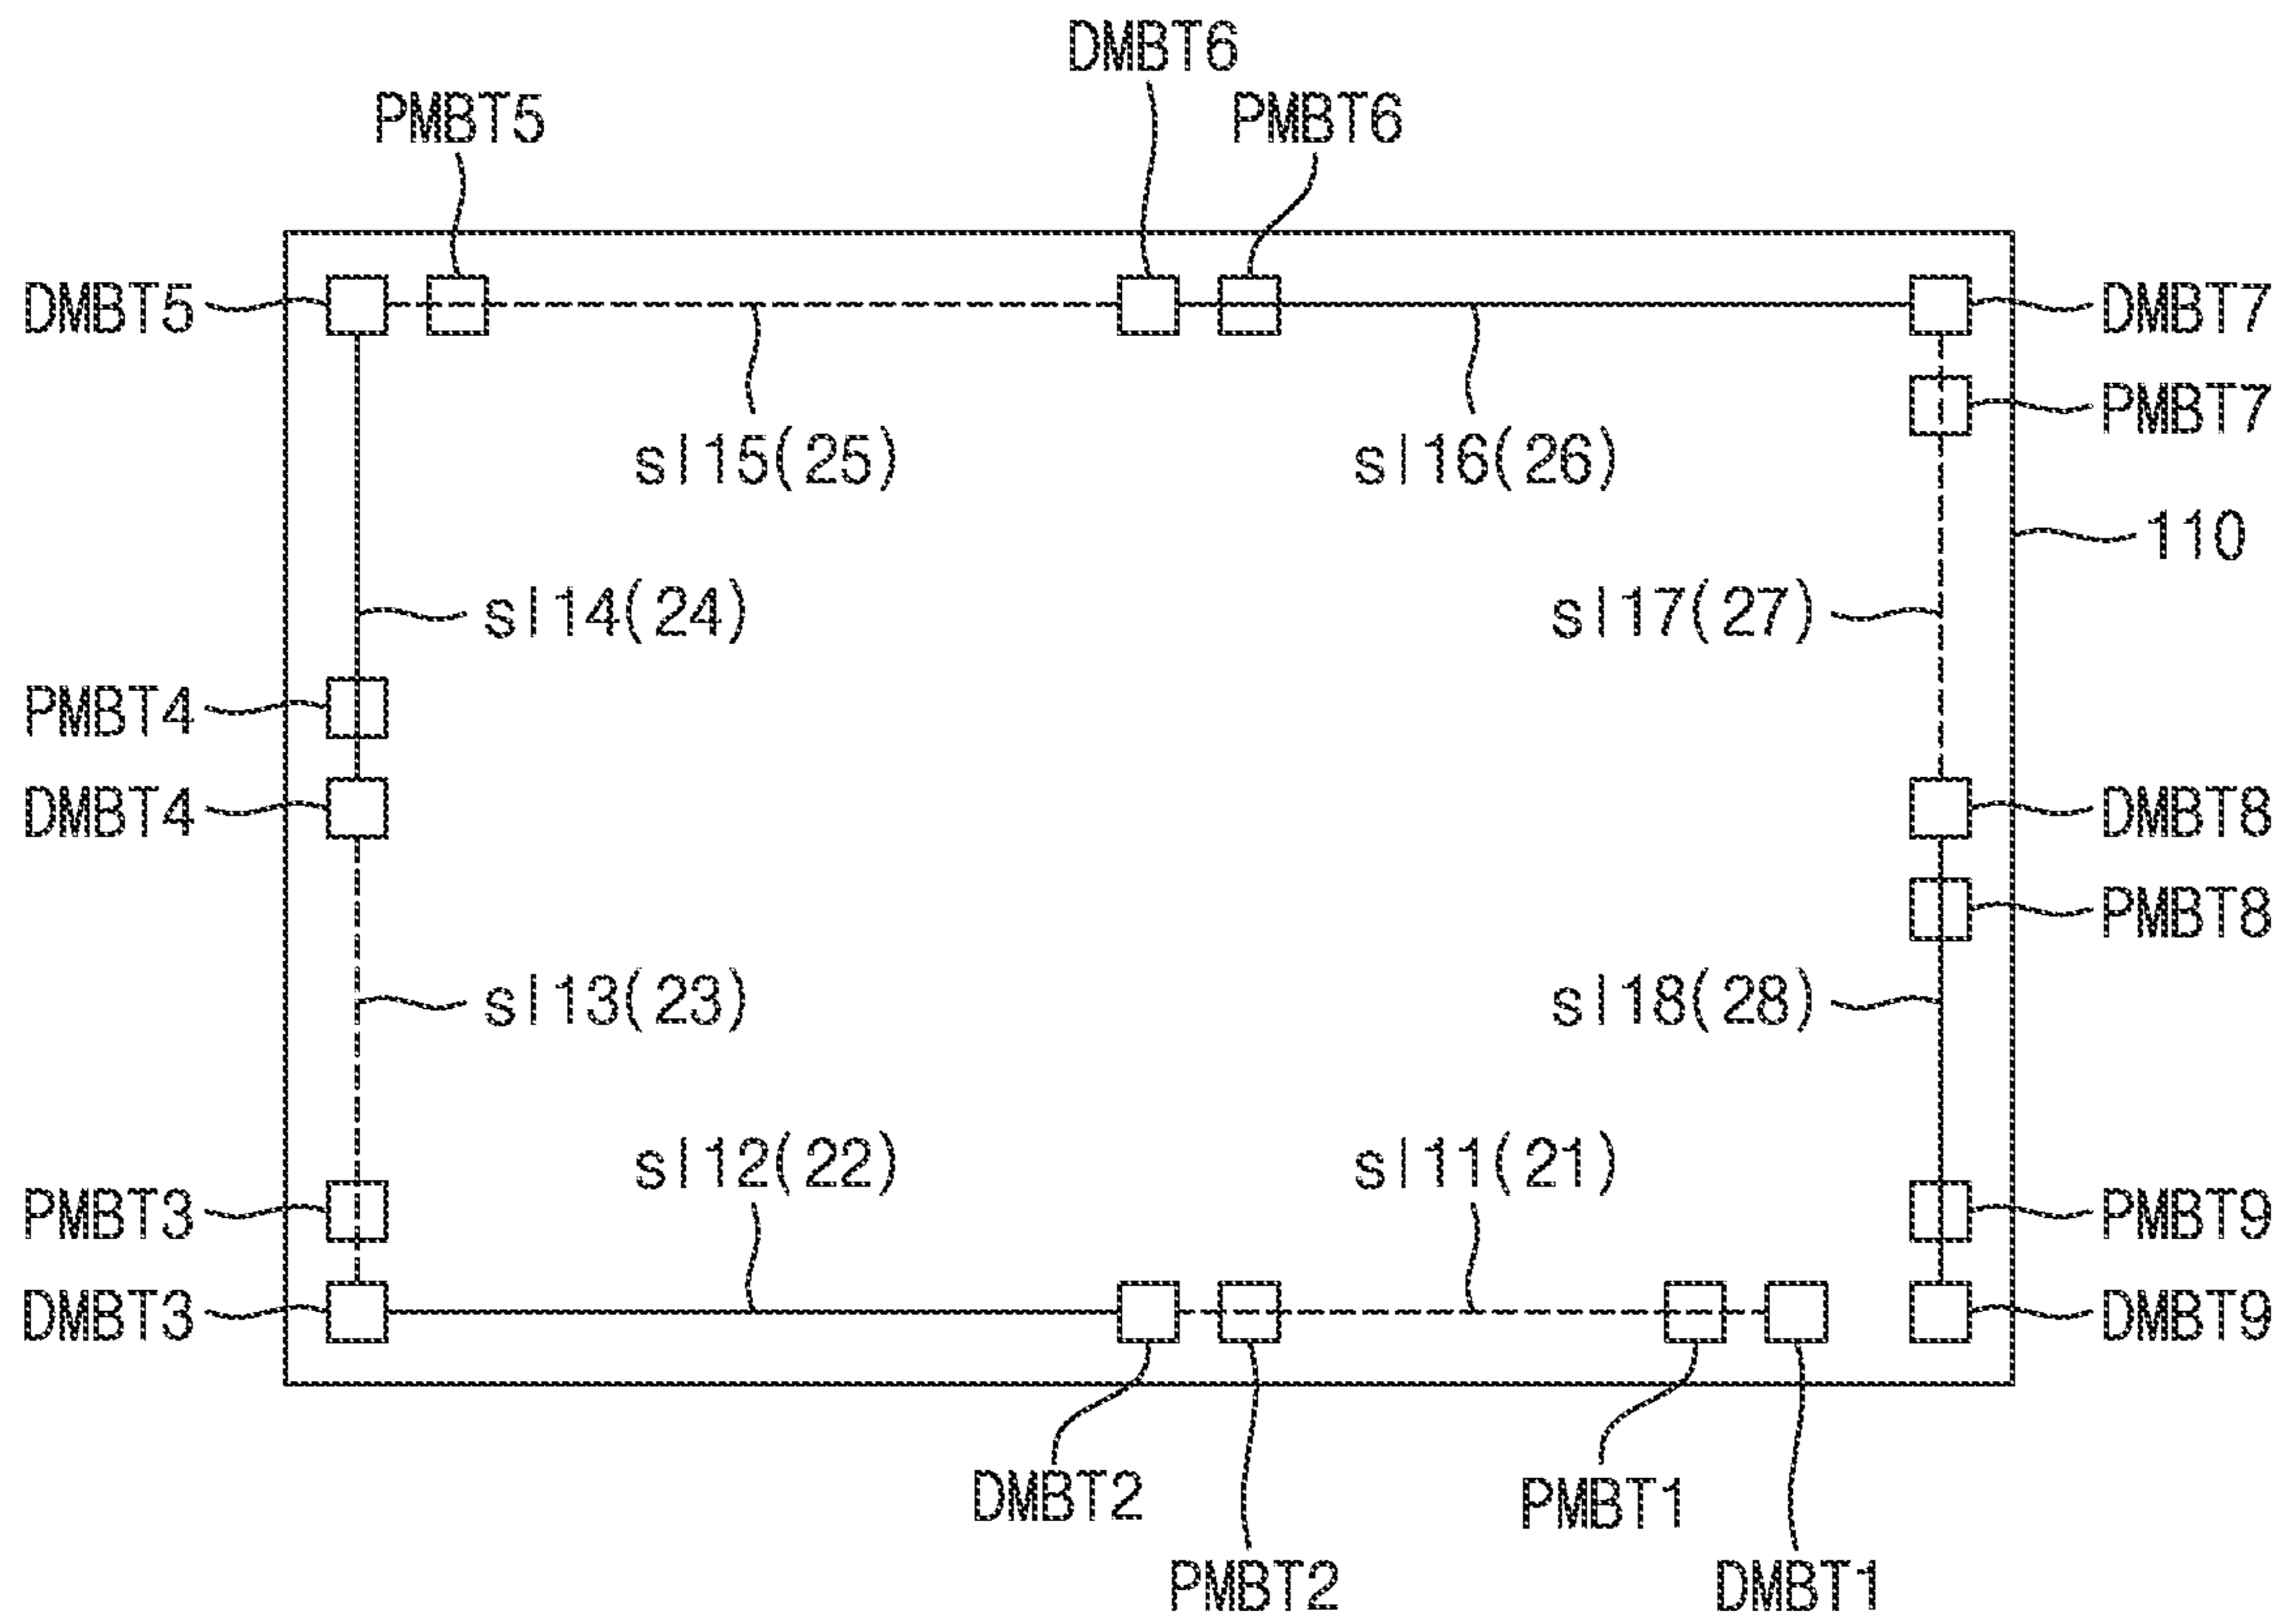 DMBT6
PMBT5 PMBT6
DMBT5 DMBT7
PMBT7
sl15(25) sl16(26)
110
sl14(24) sl17(27)
PMBT4
DMBT4 DMBT8
PMBT8
sl13(23) sl18(28)
sl12(22) sl11(21)
PMBT3 PMBT9
DMBT3 DMBT9
DMBT2 PMBT1
PMBT2 DMBT1